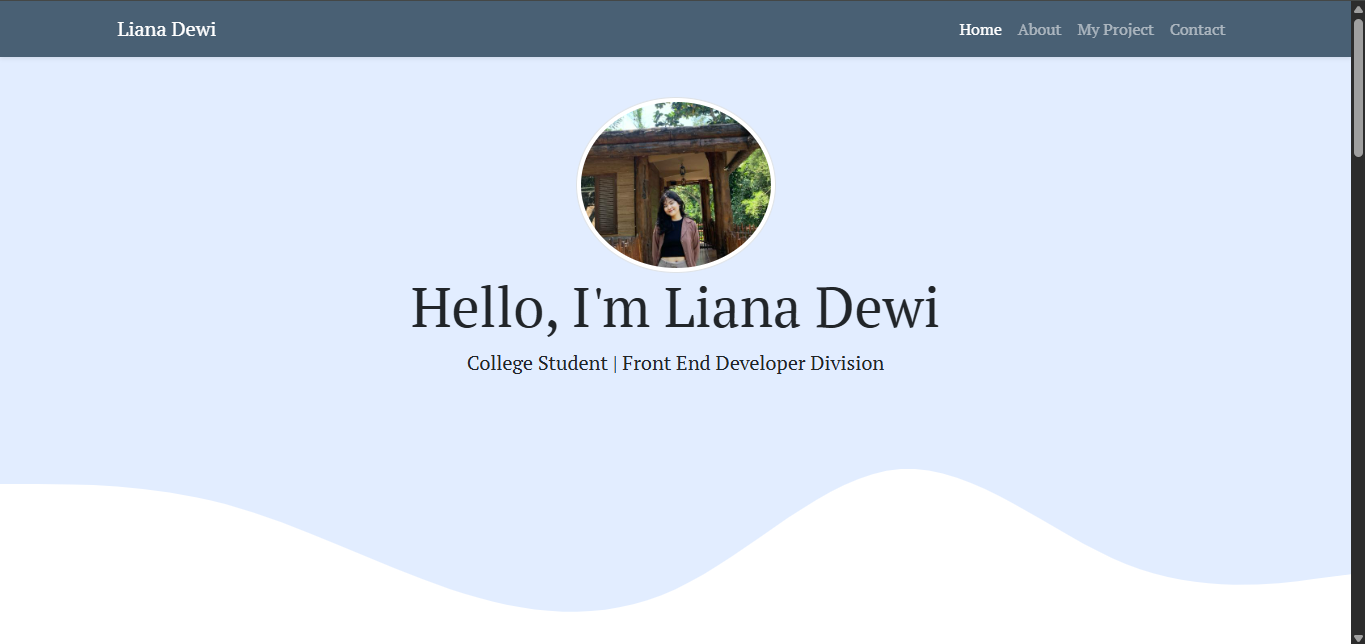 Liana Dewi
Home About My Project Contact
Hello, I'm Liana Dewi
College Student | Front End Developer Division